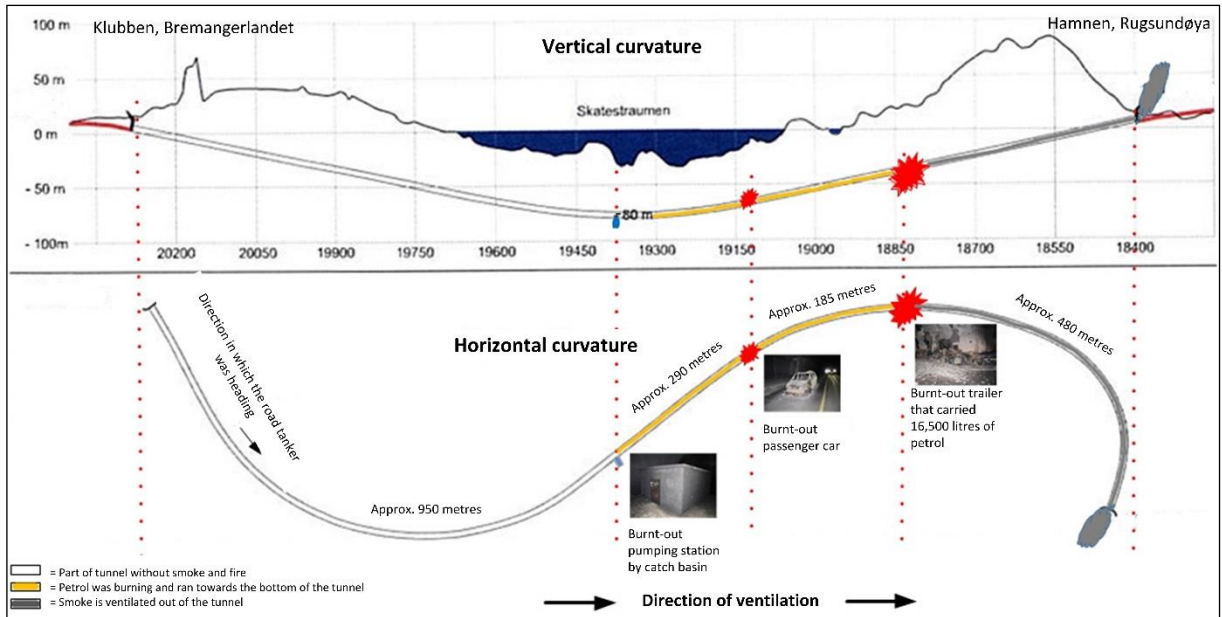 100 m
Klubben, Bremangerlandet
Hamnen, Rugsundøya
Vertical curvature
50 m
Skatestraumen
0 m
- 50 m
-80 m
- 100m
20200 20050 19900 19750 19600 19450 19300 19150 19000 18850 18700 18550 18400
Direction in which the road tanker
was heading
Horizontal curvature
Approx. 950 metres
Approx. 290 metres
Approx. 185 metres
Approx. 480 metres
Burnt-out
passenger car
Burnt-out trailer
that carried
16,500 litres of
petrol
Burnt-out
pumping station
by catch basin
= Part of tunnel without smoke and fire
= Petrol was burning and ran towards the bottom of the tunnel
= Smoke is ventilated out of the tunnel
Direction of ventilation